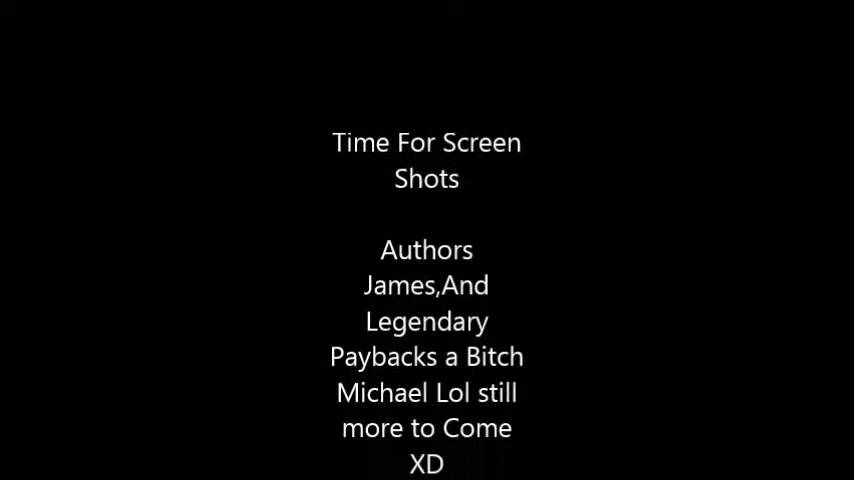 Time For Screen
Shots
Authors
James,And
Legendary
Paybacks a Bitch
Michael Lol still
more to Come
XD